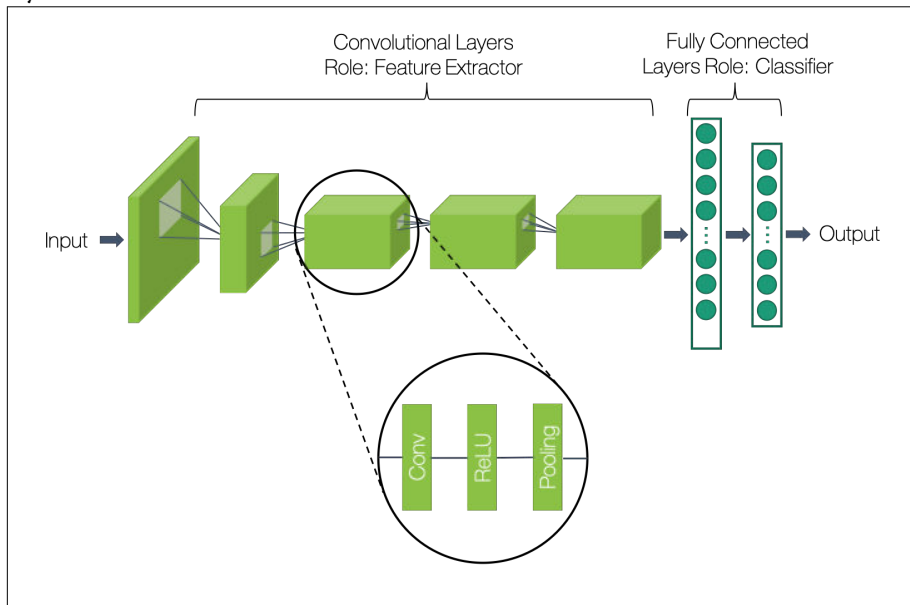 Convolutional Layers
Role: Feature Extractor
Fully Connected
Layers Role: Classifier
Input
Output
Conv
ReLU
Pooling